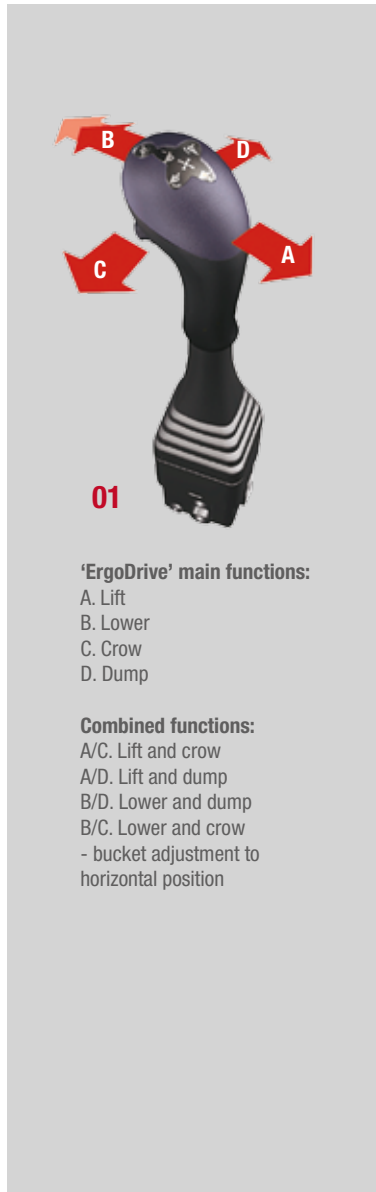 B
D
A
C
01
‘ErgoDrive’ main functions:
A. Lift
B. Lower
C. Crow
D. Dump
Combined functions:
A/C. Lift and crow
A/D. Lift and dump
B/D. Lower and dump
B/C. Lower and crow
- bucket adjustment to
horizontal position